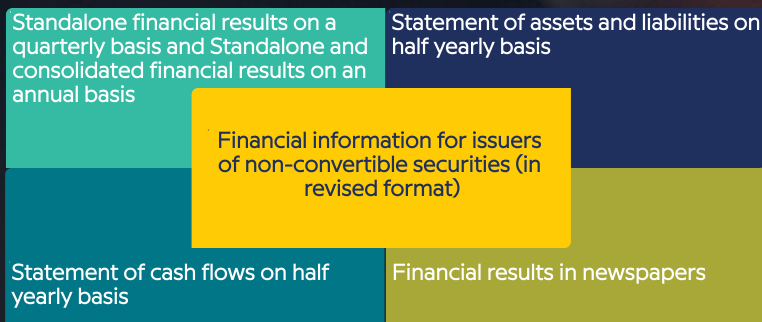 Standalone financial results on a
quarterly basis and Standalone and
consolidated financial results on an
annual basis
Statement of assets and liabilities on
half yearly basis
Financial information for issuers
of non-convertible securities (in
revised format)
Statement of cash flows on half
yearly basis
Financial results in newspapers